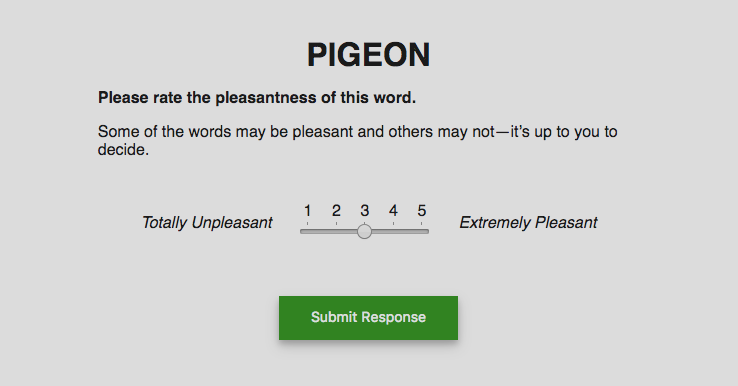 PIGEON
Please rate the pleasantness of this word.
Some of the words may be pleasant and others may not—it's up to you to
decide.
1 2 3 4 5
Totally Unpleasant Extremely Pleasant
Submit Response